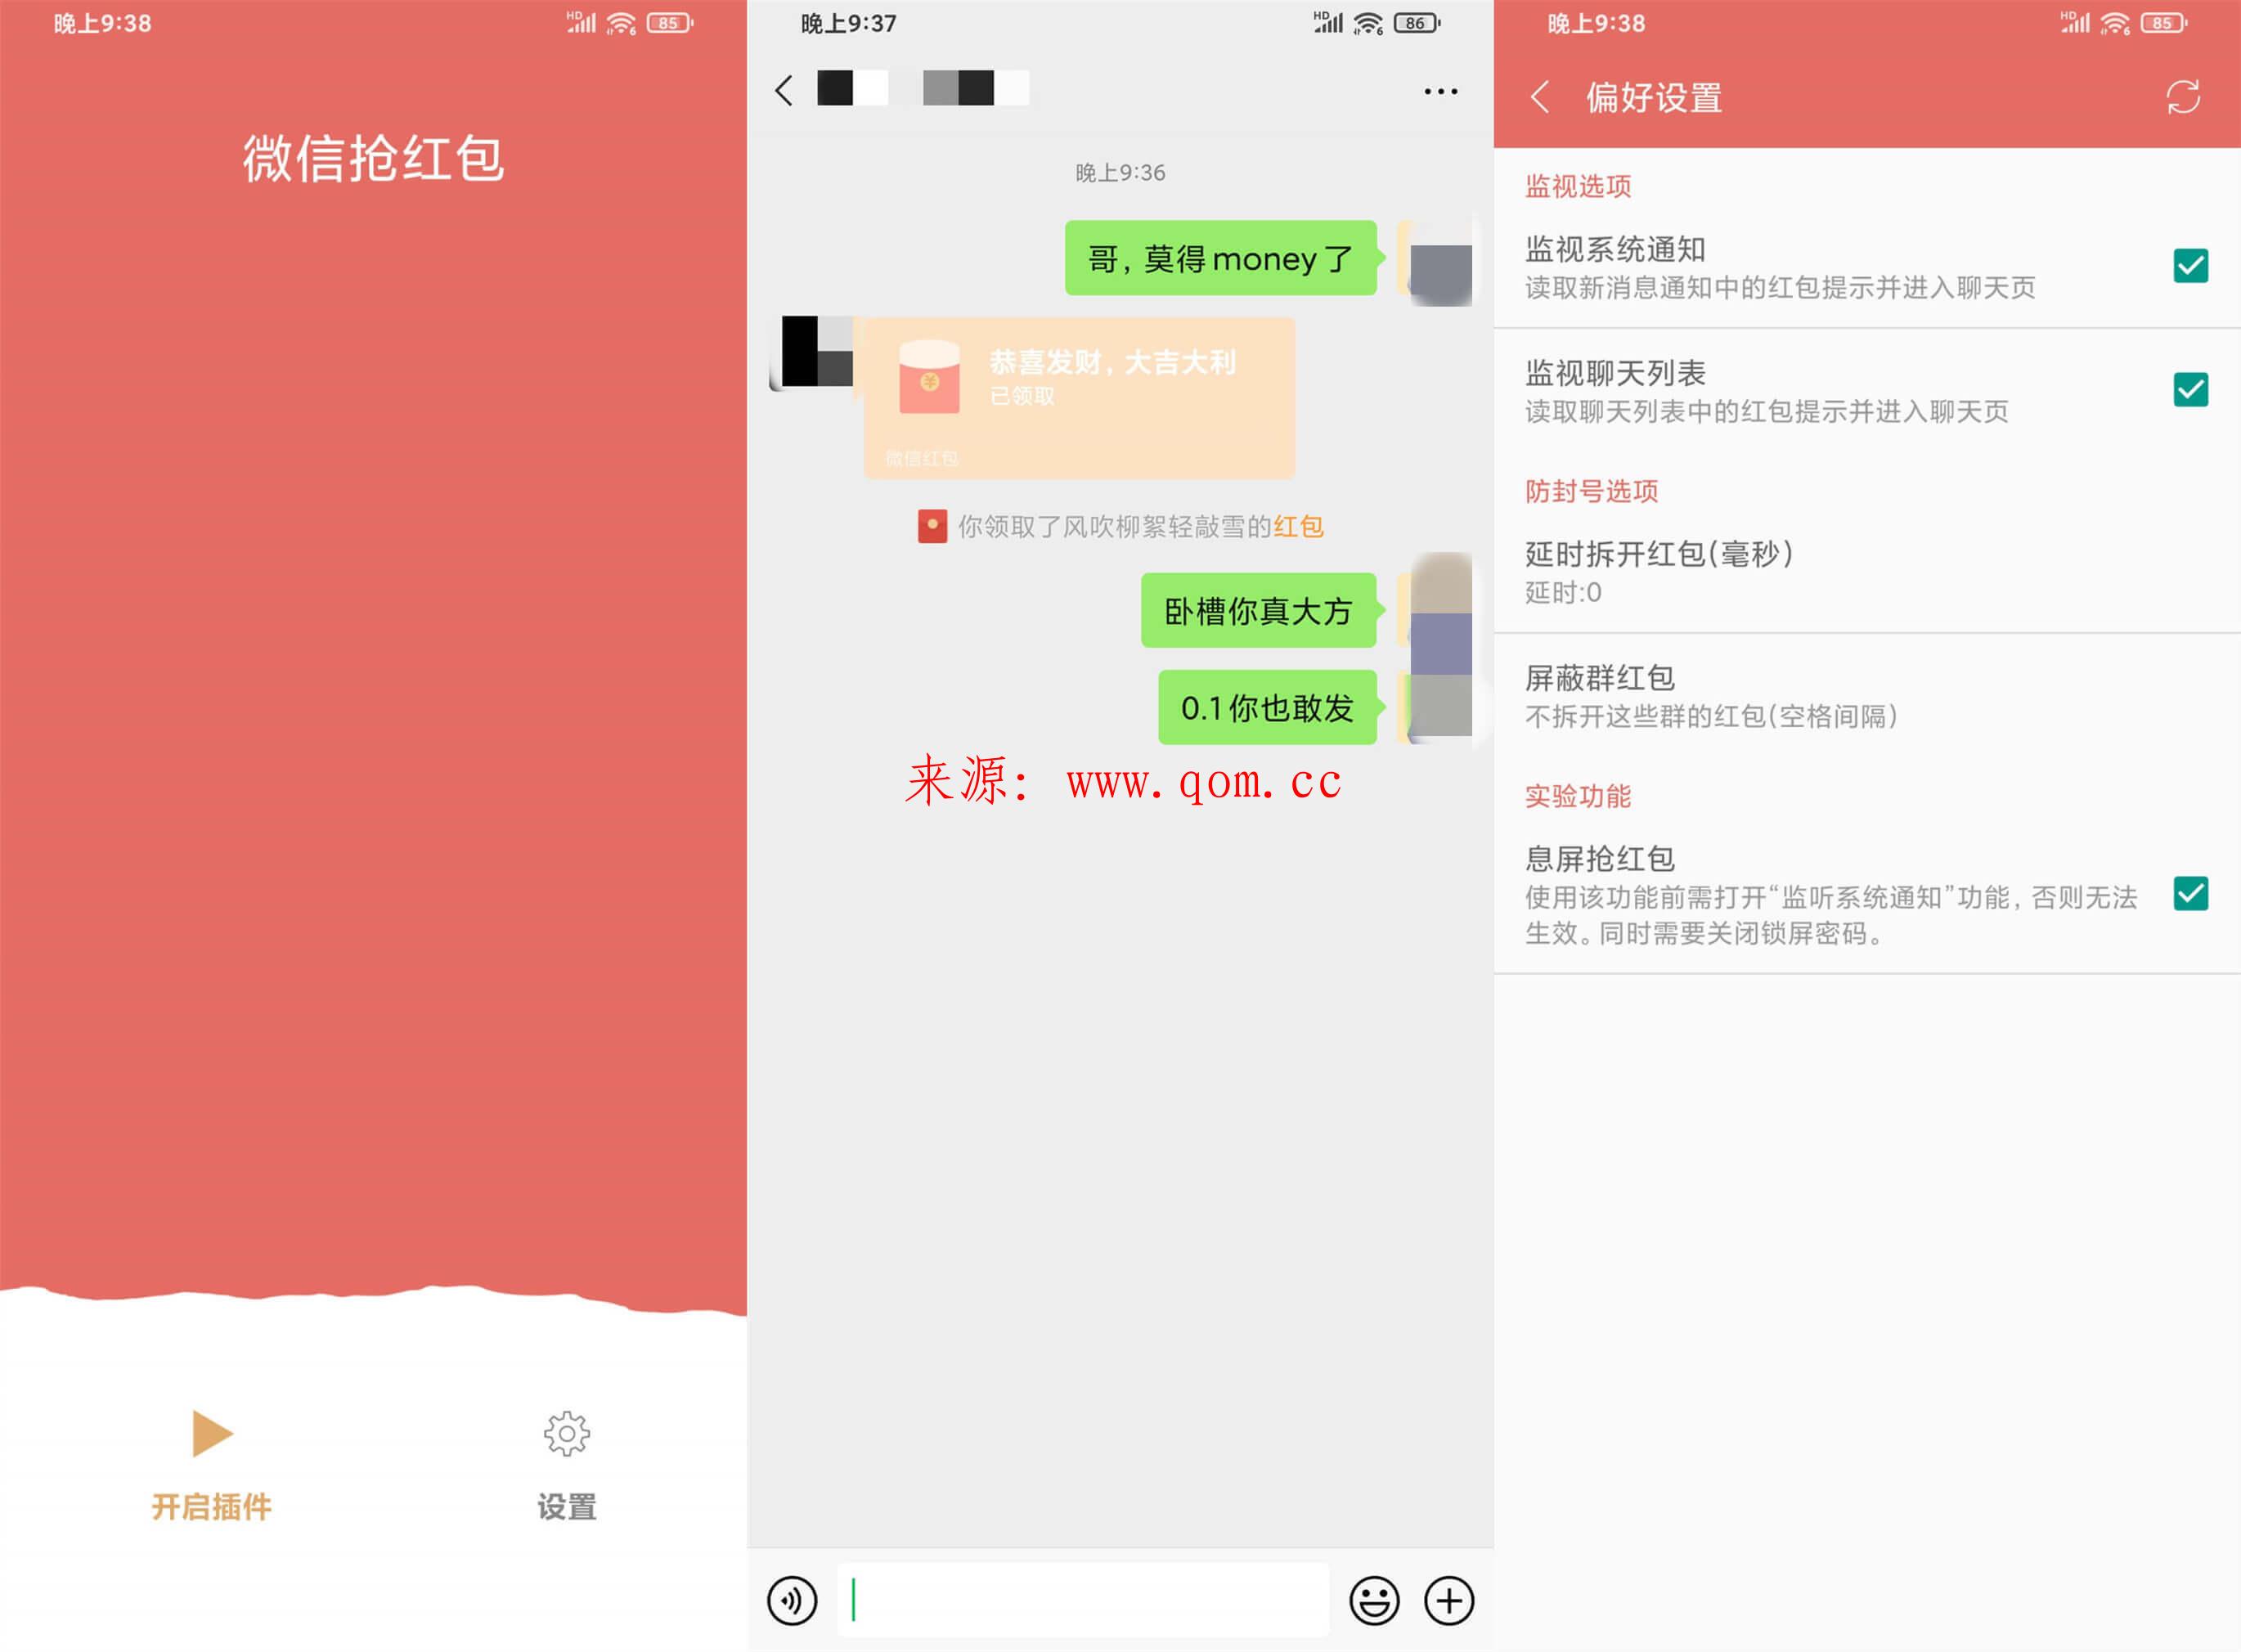 晚上9:38
HD 6 85
微信抢红包
开启插件
设置
晚上9:37
HD 6 86
晚上9:36
哥，莫得money了
恭喜发财，大吉大利
已领取
微信红包
你领取了风吹柳絮轻敲雪的红包
卧槽你真大方
0.1你也敢发
来源：www.qom.cc
晚上9:38
HD 6 85
偏好设置
监视选项
监视系统通知
读取新消息通知中的红包提示并进入聊天页
监视聊天列表
读取聊天列表中的红包提示并进入聊天页
防封号选项
延时拆开红包(毫秒)
延时:0
屏蔽群红包
不拆开这些群的红包(空格间隔)
实验功能
息屏抢红包
使用该功能前需打开“监听系统通知”功能，否则无法
生效。同时需要关闭锁屏密码。